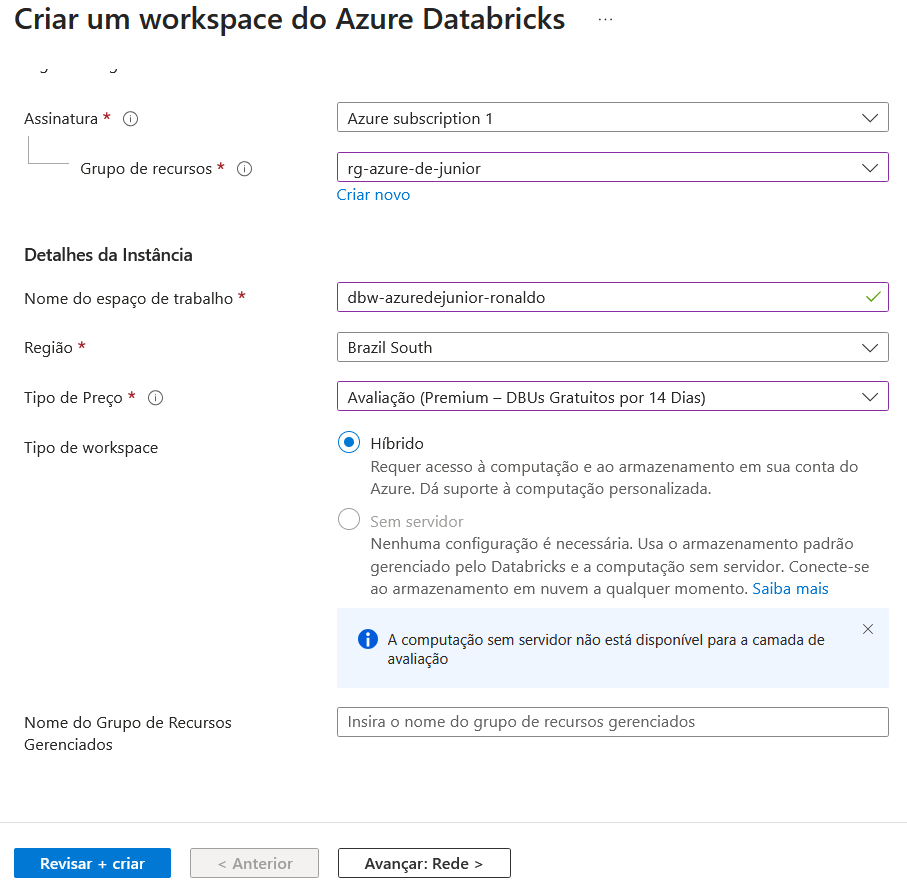 Criar um workspace do Azure Databricks ...
Assinatura *
Azure subscription 1
Grupo de recursos *
rg-azure-de-junior
Criar novo
Detalhes da Instância
Nome do espaço de trabalho *
dbw-azuredejunior-ronaldo
Região *
Brazil South
Tipo de Preço *
Avaliação (Premium – DBUs Gratuitos por 14 Dias)
Tipo de workspace
Híbrido
Requer acesso à computação e ao armazenamento em sua conta do
Azure. Dá suporte à computação personalizada.
Sem servidor
Nenhuma configuração é necessária. Usa o armazenamento padrão
gerenciado pelo Databricks e a computação sem servidor. Conecte-se
ao armazenamento em nuvem a qualquer momento. Saiba mais
A computação sem servidor não está disponível para a camada de
avaliação
Nome do Grupo de Recursos
Gerenciados
Insira o nome do grupo de recursos gerenciados
Revisar + criar
< Anterior
Avançar: Rede >